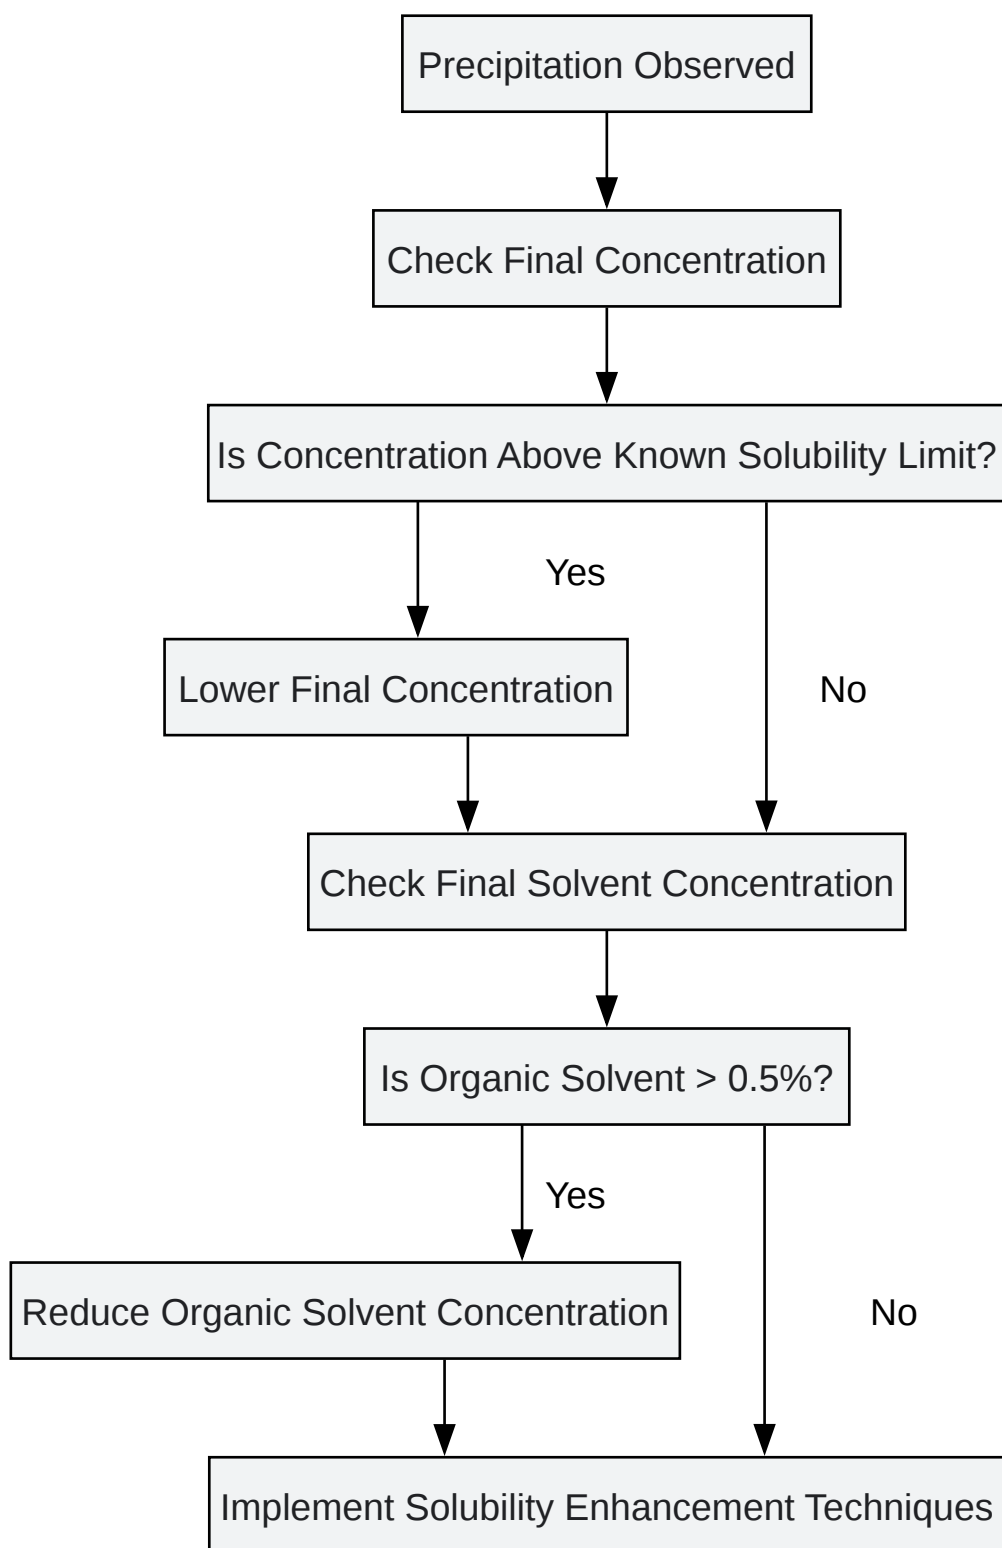 Precipitation Observed
Check Final Concentration
Is Concentration Above Known Solubility Limit?
Yes
Lower Final Concentration
No
Check Final Solvent Concentration
Is Organic Solvent > 0.5%?
Yes
Reduce Organic Solvent Concentration
No
Implement Solubility Enhancement Techniques